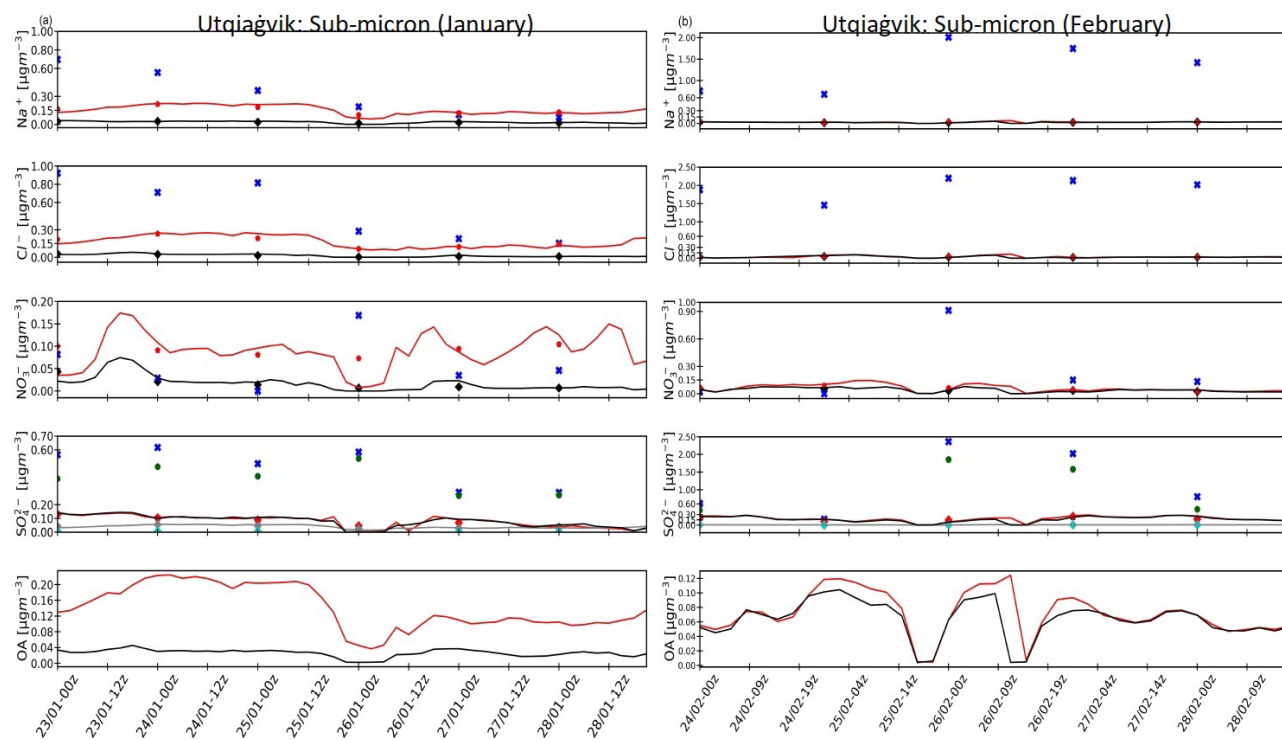 (a) Utqiaġvik: Sub-micron (January)
Na⁺ [μgm⁻³]
1.00
0.80
0.60
0.30
0.15
0.00
Cl⁻ [μgm⁻³]
1.00
0.80
0.60
0.30
0.15
0.00
NO₃⁻ [μgm⁻³]
0.20
0.15
0.10
0.05
0.00
SO₄²⁻ [μgm⁻³]
0.70
0.60
0.20
0.10
0.00
OA [μgm⁻³]
0.20
0.16
0.12
0.08
0.04
0.00
23/01-00z
23/01-12z
24/01-00z
24/01-12z
25/01-00z
25/01-12z
26/01-00z
26/01-12z
27/01-00z
27/01-12z
28/01-00z
28/01-12z
(b) Utqiaġvik: Sub-micron (February)
Na⁺ [μgm⁻³]
2.00
1.50
1.00
0.60
0.30
0.15
0.00
Cl⁻ [μgm⁻³]
2.50
2.00
1.50
1.00
0.60
0.30
0.15
0.00
NO₃⁻ [μgm⁻³]
1.00
0.80
0.60
0.30
0.15
0.00
SO₄²⁻ [μgm⁻³]
2.50
2.00
1.50
1.00
0.60
0.30
0.15
0.00
OA [μgm⁻³]
0.12
0.10
0.08
0.06
0.04
0.02
0.00
24/02-00z
24/02-09z
24/02-19z
25/02-04z
25/02-14z
26/02-00z
26/02-09z
26/02-19z
27/02-04z
27/02-14z
28/02-00z
28/02-09z